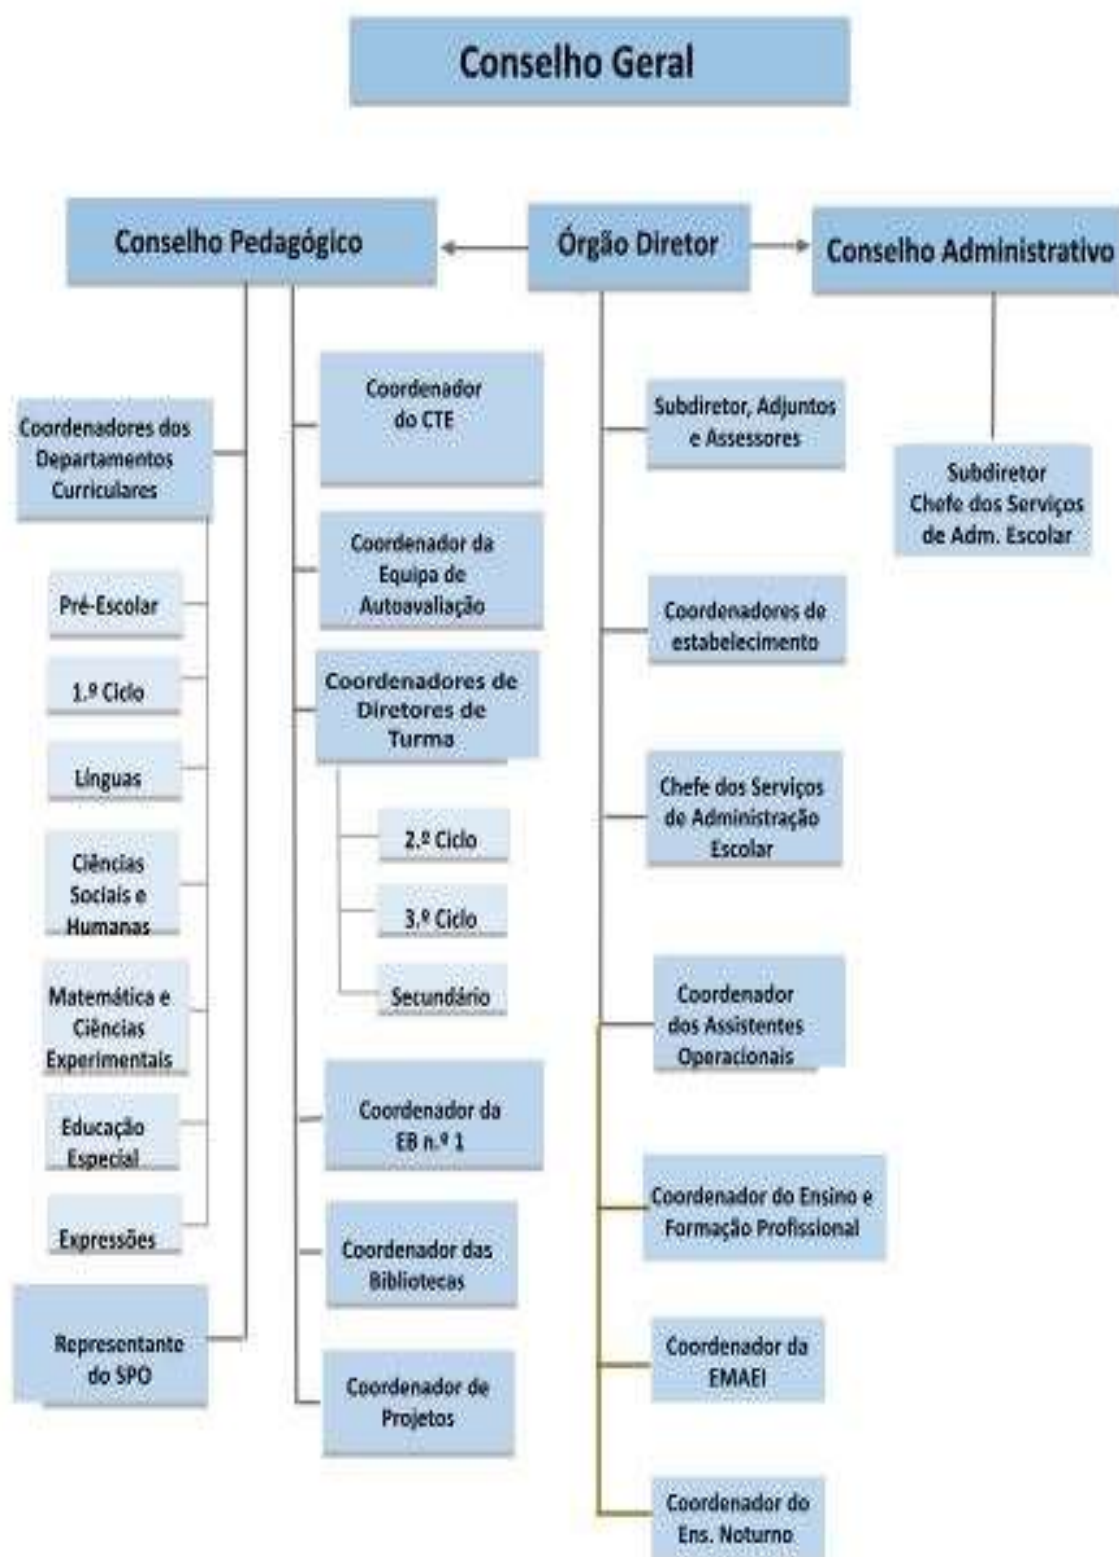 Conselho Geral
Conselho Pedagógico
Órgão Diretor
Conselho Administrativo
Coordenadores dos
Departamentos
Curriculares
Pré-Escolar
1.º Ciclo
Línguas
Ciências
Sociais e
Humanas
Matemática e
Ciências
Experimentais
Educação
Especial
Expressões
Representante
do SPO
Coordenador
do CTE
Coordenador da
Equipa de
Autoavaliação
Coordenadores de
Diretores de
Turma
2.º Ciclo
3.º Ciclo
Secundário
Coordenador da
EB n.º 1
Coordenador das
Bibliotecas
Coordenador de
Projetos
Subdiretor, Adjuntos
e Assessores
Coordenadores de
estabelecimento
Chefe dos Serviços
de Administração
Escolar
Coordenador
dos Assistentes
Operacionais
Coordenador do Ensino e
Formação Profissional
Coordenador da
EMAEI
Coordenador do
Ens. Noturno
Subdiretor
Chefe dos Serviços
de Adm. Escolar